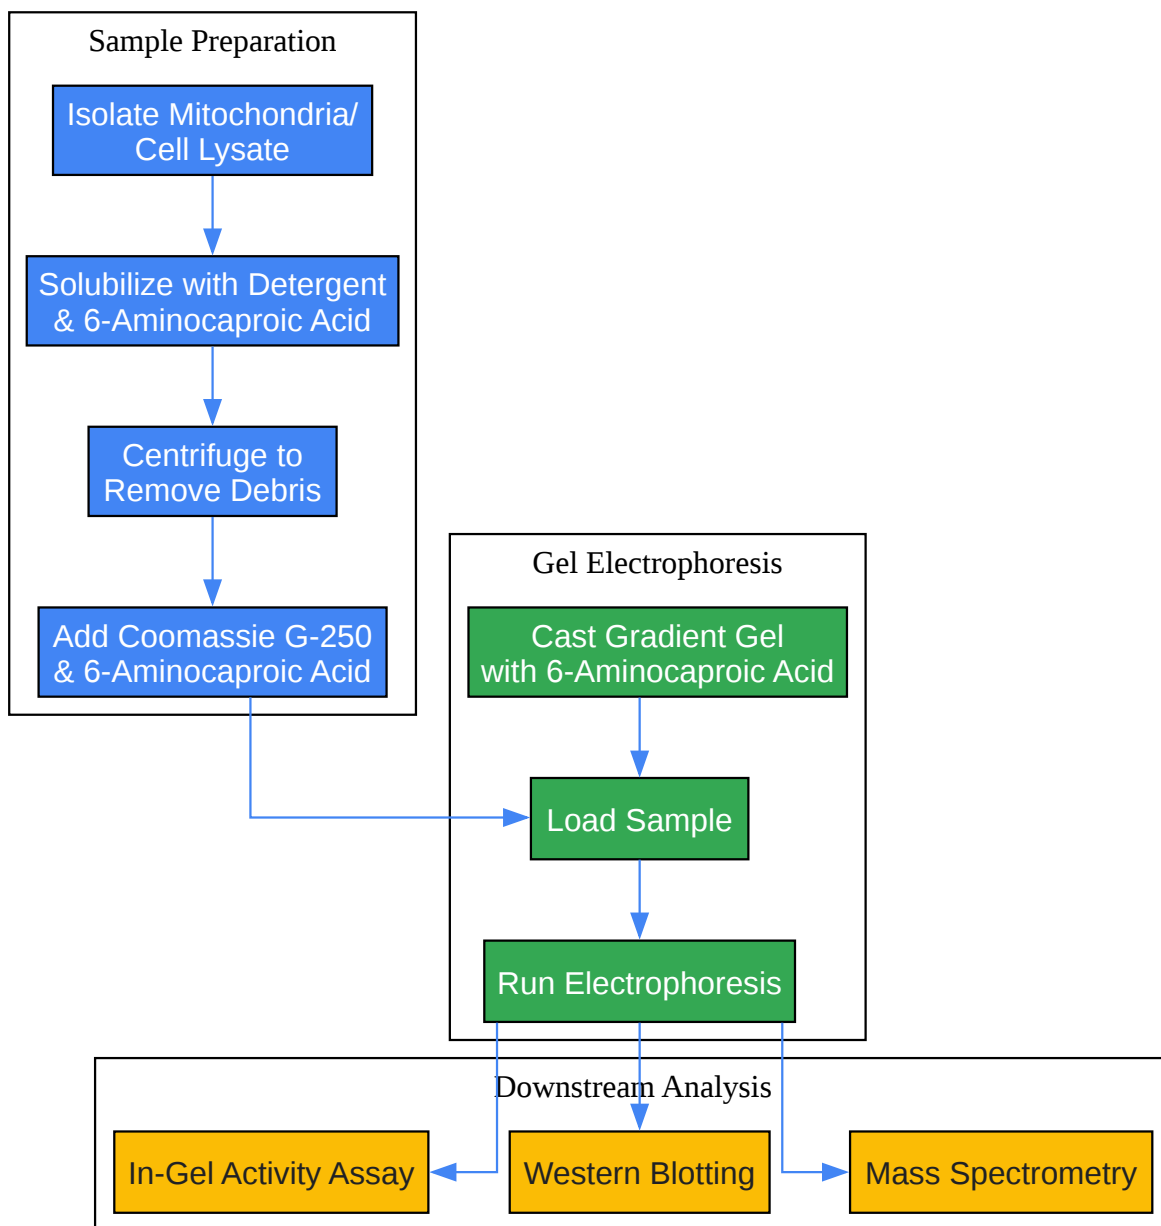 Sample Preparation
Isolate Mitochondria/
Cell Lysate
Solubilize with Detergent
& 6-Aminocaproic Acid
Centrifuge to
Remove Debris
Add Coomassie G-250
& 6-Aminocaproic Acid
Gel Electrophoresis
Cast Gradient Gel
with 6-Aminocaproic Acid
Load Sample
Run Electrophoresis
Downstream Analysis
In-Gel Activity Assay
Western Blotting
Mass Spectrometry